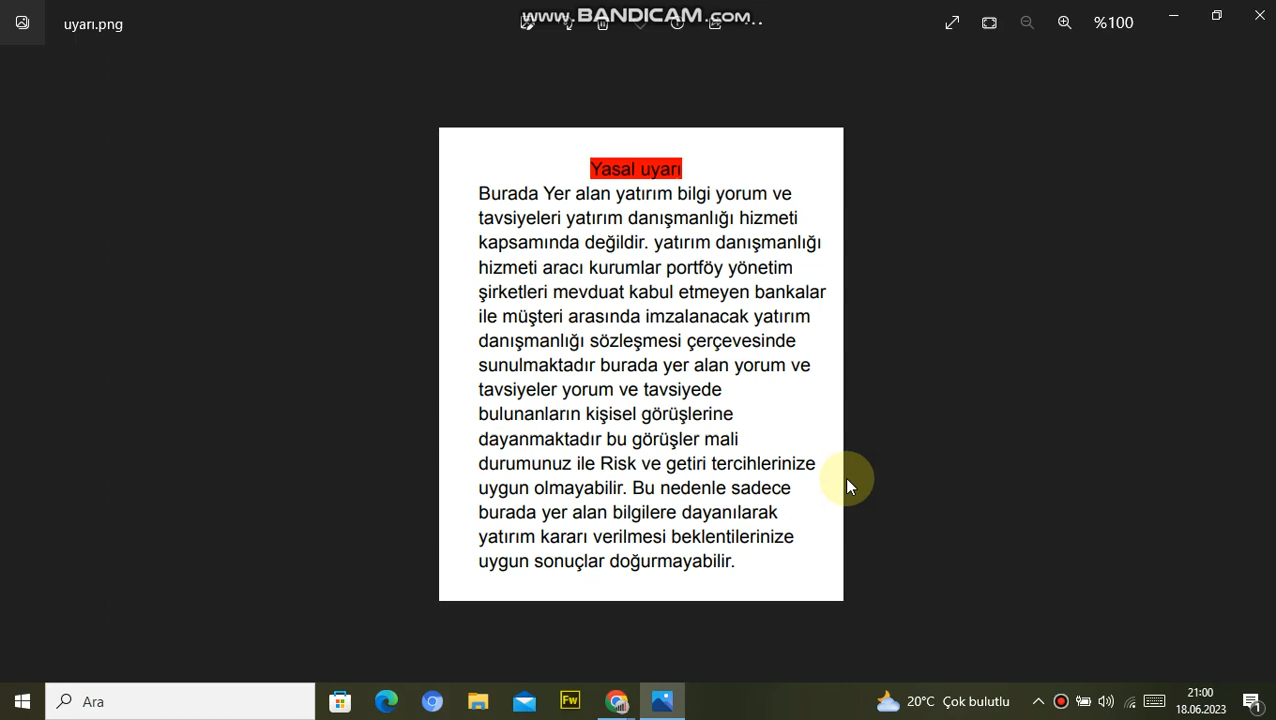 uyarı.png
www.BANDICAM.com
%100
Yasal uyarı
Burada Yer alan yatırım bilgi yorum ve
tavsiyeleri yatırım danışmanlığı hizmeti
kapsamında değildir. yatırım danışmanlığı
hizmeti aracı kurumlar portföy yönetim
şirketleri mevduat kabul etmeyen bankalar
ile müşteri arasında imzalanacak yatırım
danışmanlığı sözleşmesi çerçevesinde
sunulmaktadır burada yer alan yorum ve
tavsiyeler yorum ve tavsiyede
bulunanların kişisel görüşlerine
dayanmaktadır bu görüşler mali
durumunuz ile Risk ve getiri tercihlerinize
uygun olmayabilir. Bu nedenle sadece
burada yer alan bilgilere dayanılarak
yatırım kararı verilmesi beklentilerinize
uygun sonuçlar doğurmayabilir.
Ara
Fw
20°C Çok bulutlu
21:00
18.06.2023
1